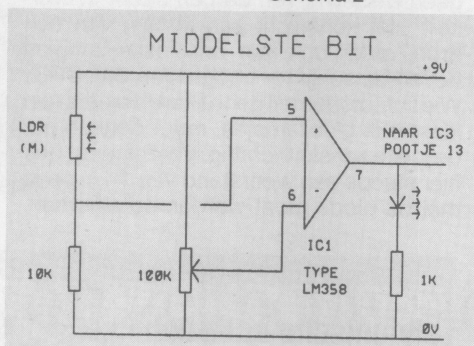 MIDDELSTE BIT
+9V
LDR
(M)
5
NAAR IC3
POOTJE 13
7
6
IC1
TYPE
LM358
10K
100K
1K
0V